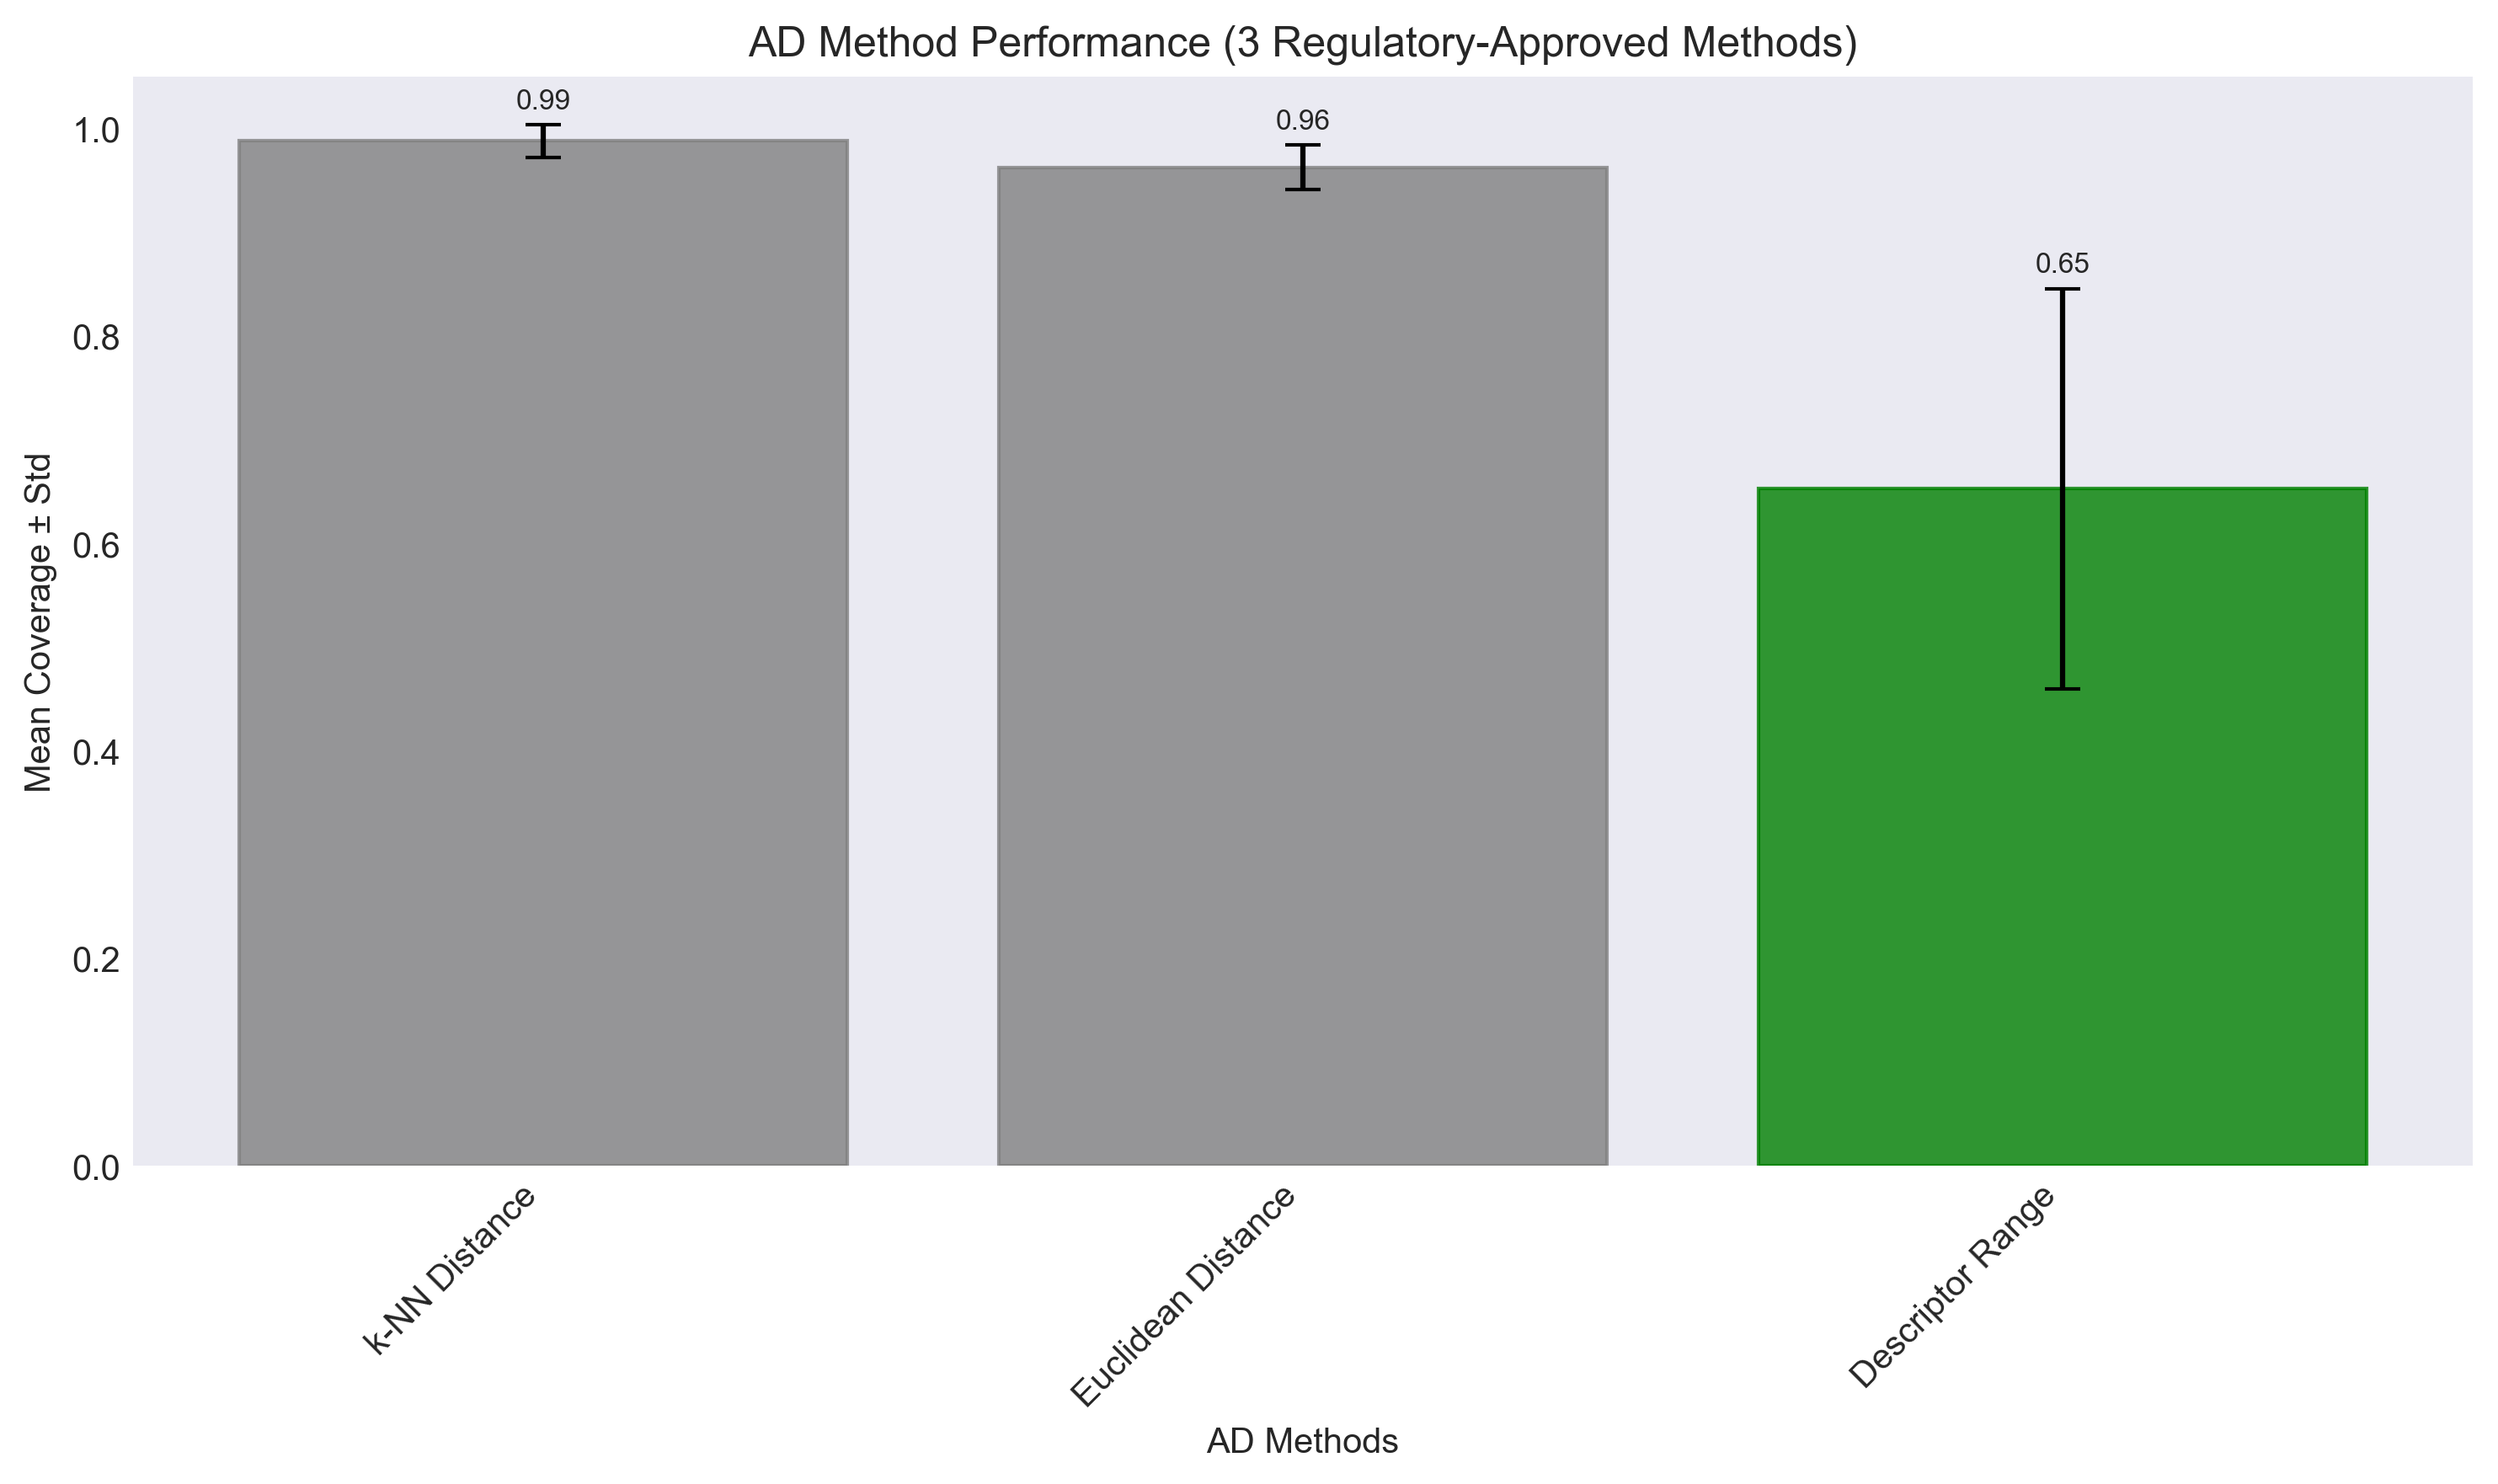 AD Method Performance (3 Regulatory-Approved Methods)
Mean Coverage ± Std
1.0
0.8
0.6
0.4
0.2
0.0
0.99
0.96
0.65
k-NN Distance
Euclidean Distance
Descriptor Range
AD Methods